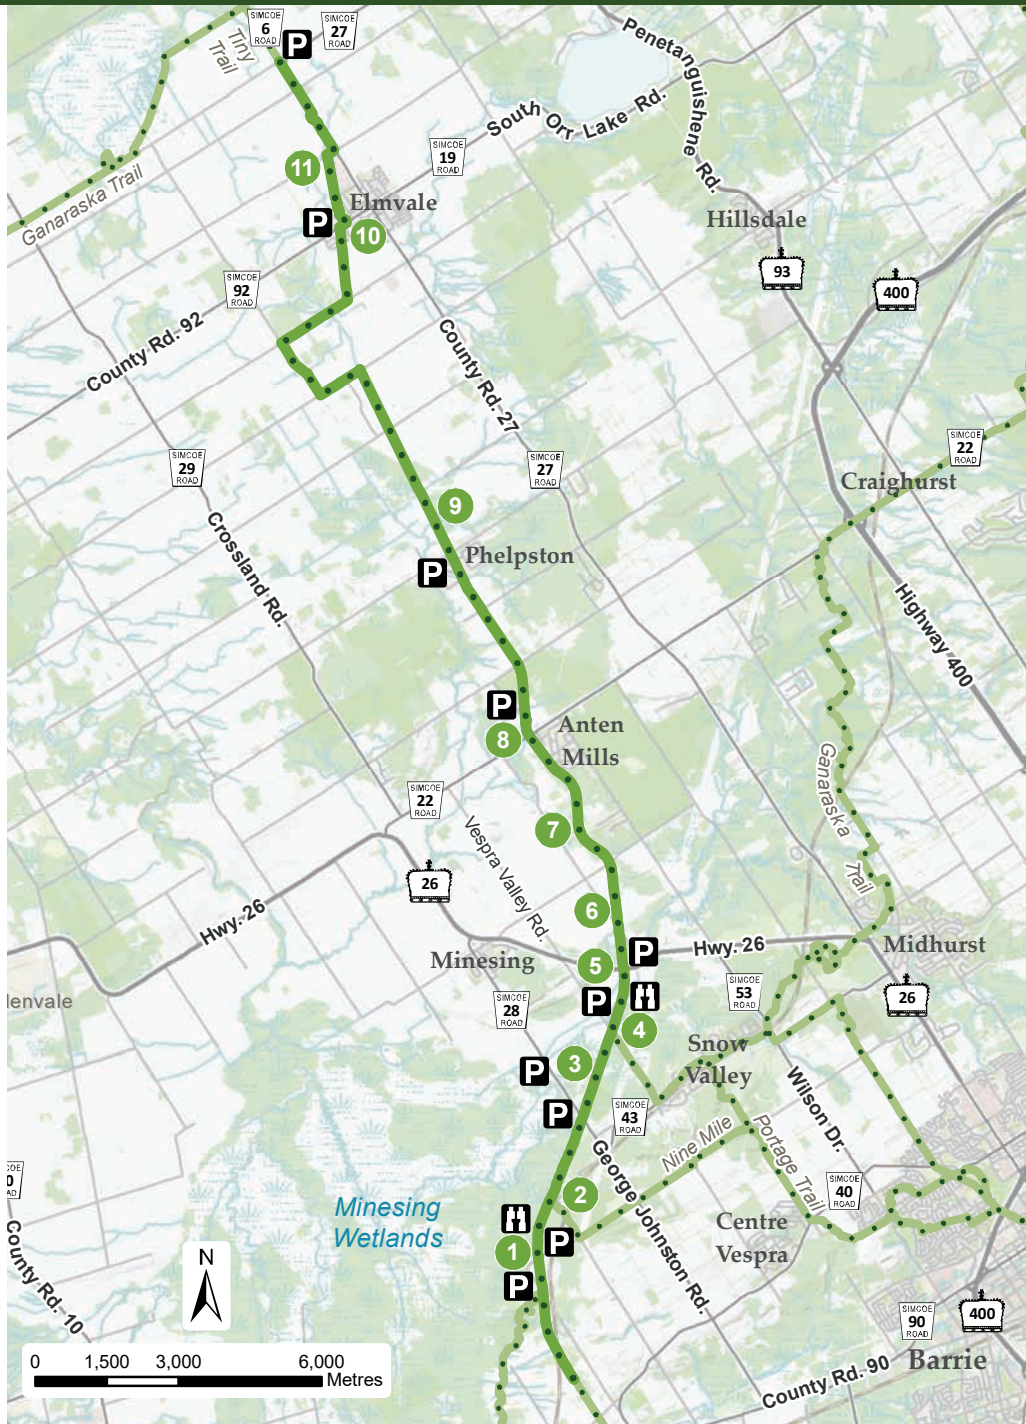 SIMCOE
6
ROAD
SIMCOE
27
ROAD
P
Tiny
Trail
Penetanguishene Rd.
South Orr Lake Rd.
SIMCOE
19
ROAD
11
Elmvale
Ganaraska Trail
P
10
Hillsdale
93
400
SIMCOE
92
ROAD
County Rd. 92
County Rd. 27
SIMCOE
22
ROAD
SIMCOE
29
ROAD
SIMCOE
27
ROAD
Craighurst
9
Crossland Rd.
Phelpston
P
Highway 400
P
8
Anten
Mills
Ganaraska
Trail
SIMCOE
22
ROAD
7
Vespra Valley Rd.
26
6
Hwy. 26
Minesing
5
P
Hwy. 26
Midhurst
lenvale
SIMCOE
28
ROAD
P
SIMCOE
53
ROAD
26
4
Snow
Valley
3
P
P
Wilson Dr.
SIMCOE
43
ROAD
Nine Mile
Portage Trail
George Johnston Rd.
COE
0
AD
2
SIMCOE
40
ROAD
Minesing
Wetlands
Centre
Vespra
1
P
P
County Rd. 10
N
400
SIMCOE
90
ROAD
Barrie
County Rd. 90
0 1,500 3,000 6,000
Metres